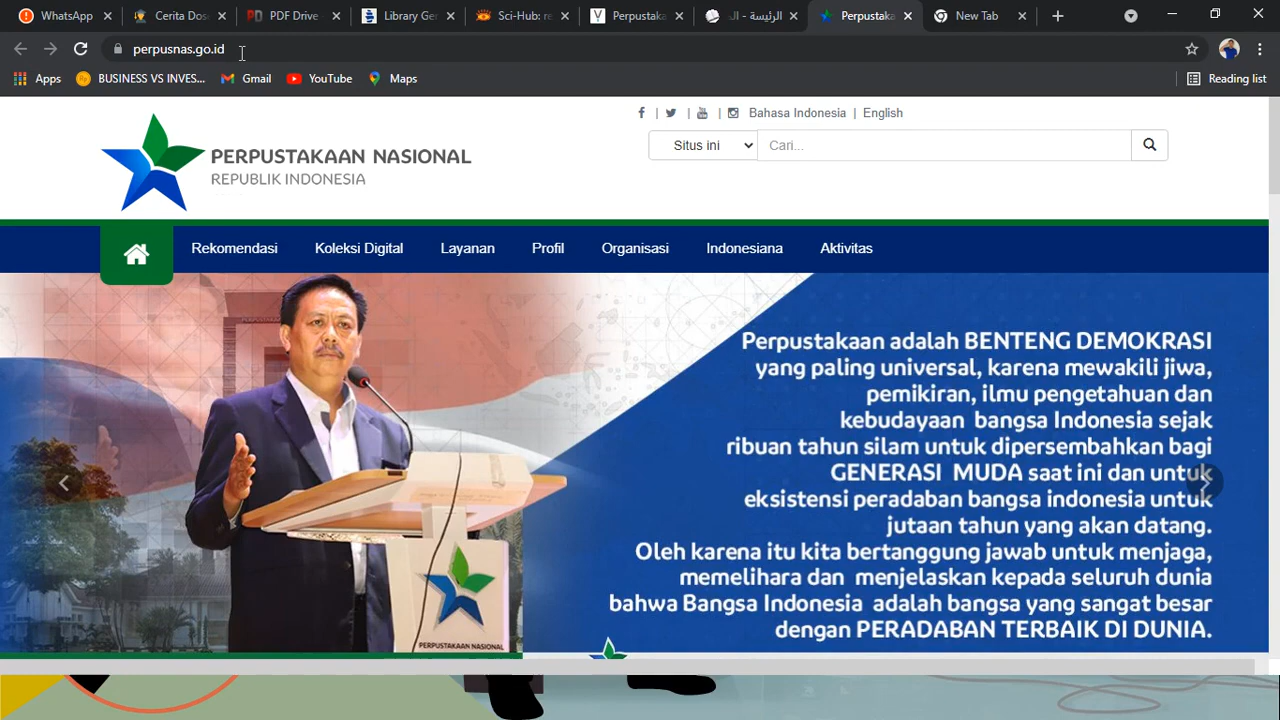 WhatsApp
Cerita Dos
PDF Drive
Library Ger
Sci-Hub: re
Perpustaka
الرئيسة - ال
Perpustaka
New Tab
perpusnas.go.id
Apps
BUSINESS VS INVES...
Gmail
YouTube
Maps
Reading list
Bahasa Indonesia | English
PERPUSTAKAAN NASIONAL
REPUBLIK INDONESIA
Situs ini
Cari...
Rekomendasi
Koleksi Digital
Layanan
Profil
Organisasi
Indonesiana
Aktivitas
Perpustakaan adalah BENTENG DEMOKRASI
yang paling universal, karena mewakili jiwa,
pemikiran, ilmu pengetahuan dan
kebudayaan bangsa Indonesia sejak
ribuan tahun silam untuk dipersembahkan bagi
GENERASI MUDA saat ini dan untuk
eksistensi peradaban bangsa indonesia untuk
jutaan tahun yang akan datang.
Oleh karena itu kita bertanggung jawab untuk menjaga,
memelihara dan menjelaskan kepada seluruh dunia
bahwa Bangsa Indonesia adalah bangsa yang sangat besar
dengan PERADABAN TERBAIK DI DUNIA.
PERPUSTAKAAN NASIONAL